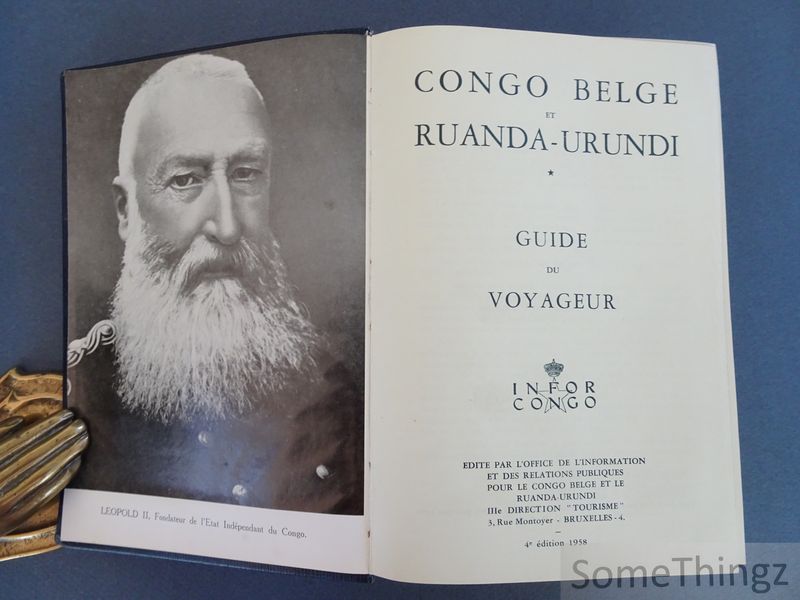 LEOPOLD II, Fondateur de l'Etat Indépendant du Congo.
CONGO BELGE
ET
RUANDA-URUNDI
★
GUIDE
DU
VOYAGEUR
INFOR
CONGO
EDITE PAR L'OFFICE DE L'INFORMATION
ET DES RELATIONS PUBLIQUES
POUR LE CONGO BELGE ET LE
RUANDA-URUNDI
IIIe DIRECTION "TOURISME"
3, Rue Montoyer - BRUXELLES-4.
–
4e édition 1958
SomeThingz